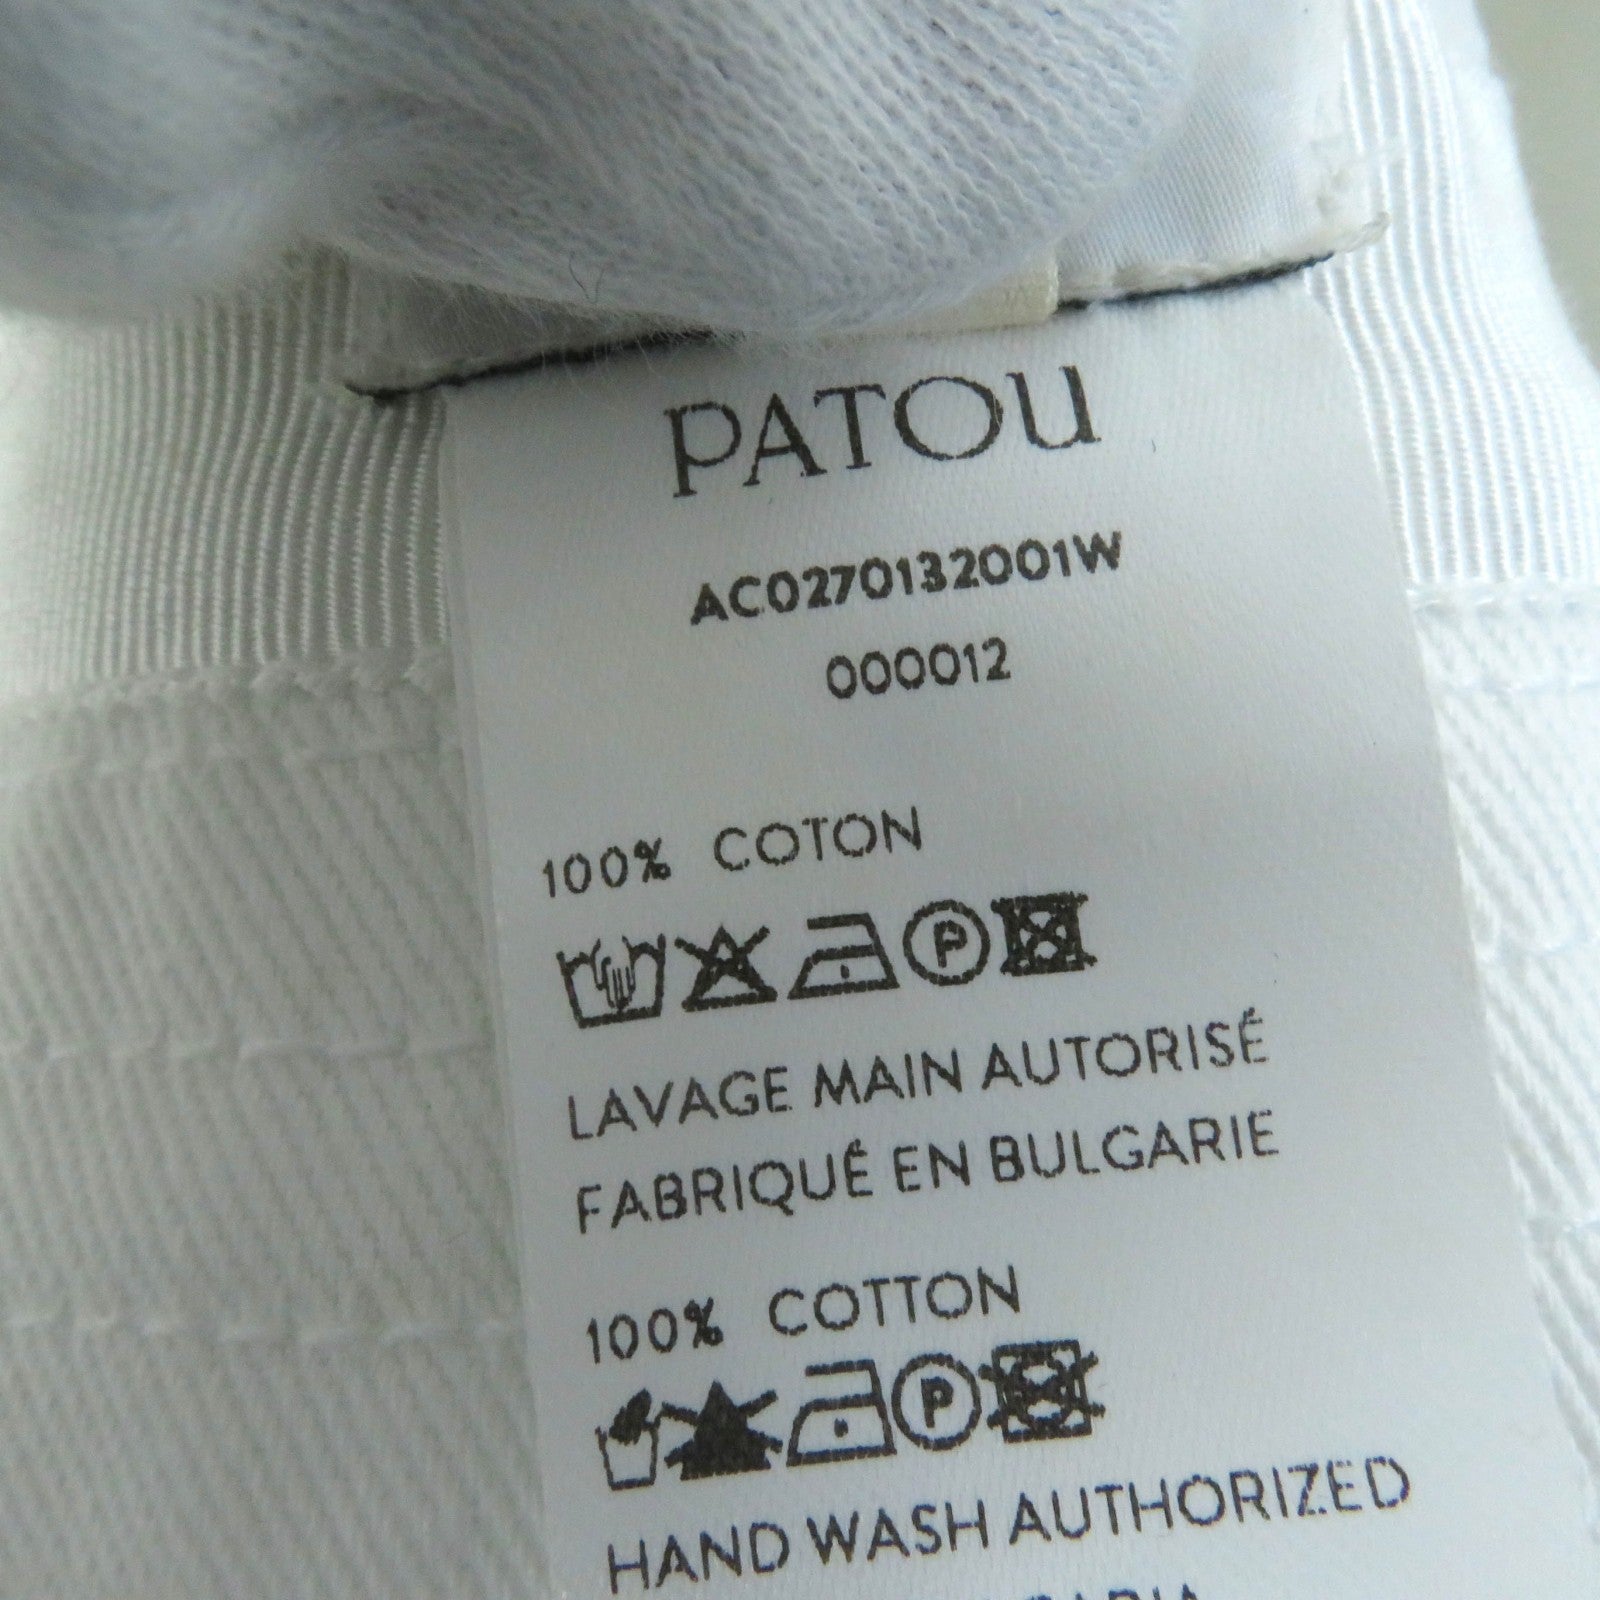 PATOU
AC0270132001W
000012
100% COTON
P
LAVAGE MAIN AUTORISÉ
FABRIQUÉ EN BULGARIE
100% COTTON
P
HAND WASH AUTHORIZED